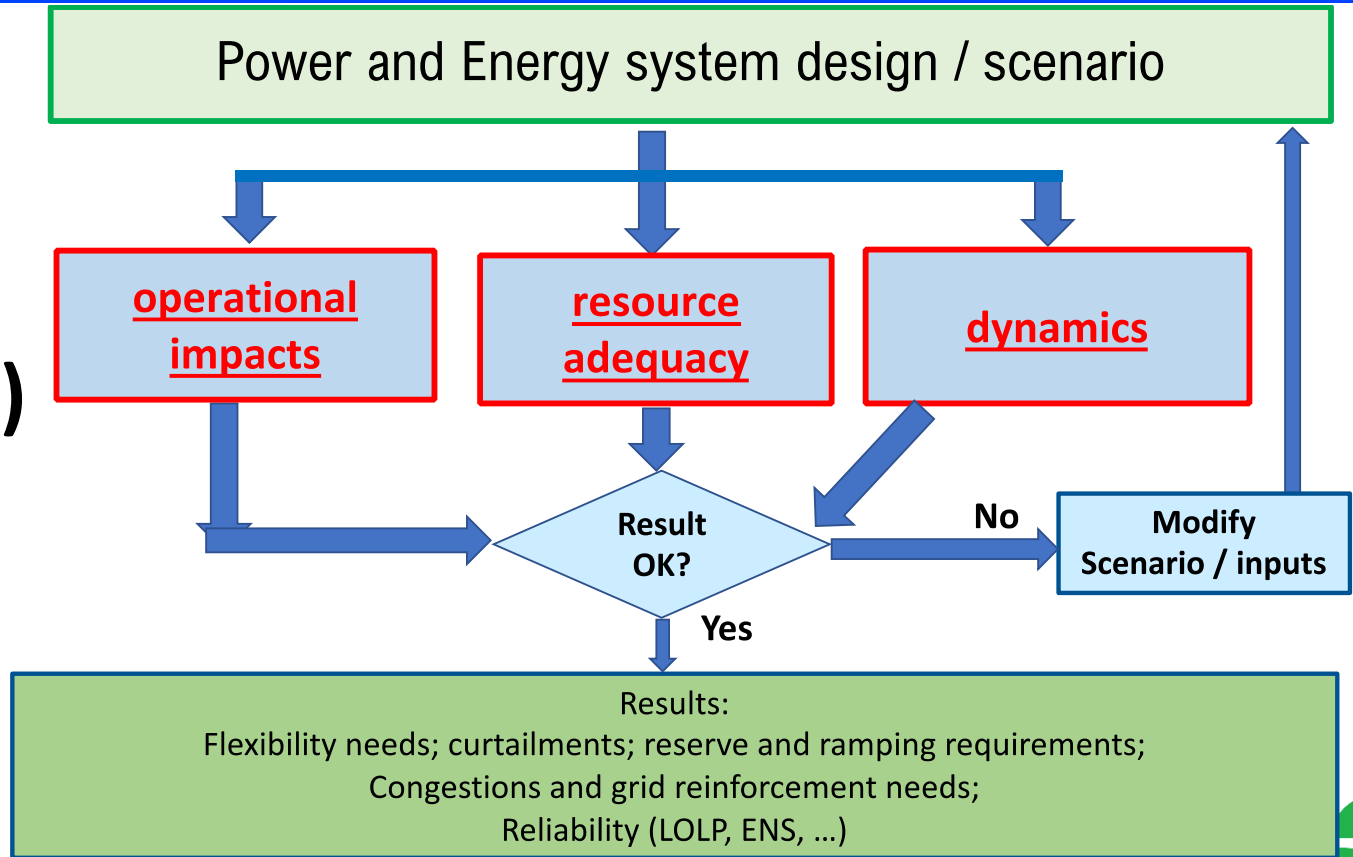 Power and Energy system design / scenario
operational
impacts
resource
adequacy
dynamics
)
Result
OK?
No
Modify
Scenario / inputs
Yes
Results:
Flexibility needs; curtailments; reserve and ramping requirements;
Congestions and grid reinforcement needs;
Reliability (LOLP, ENS, ...)